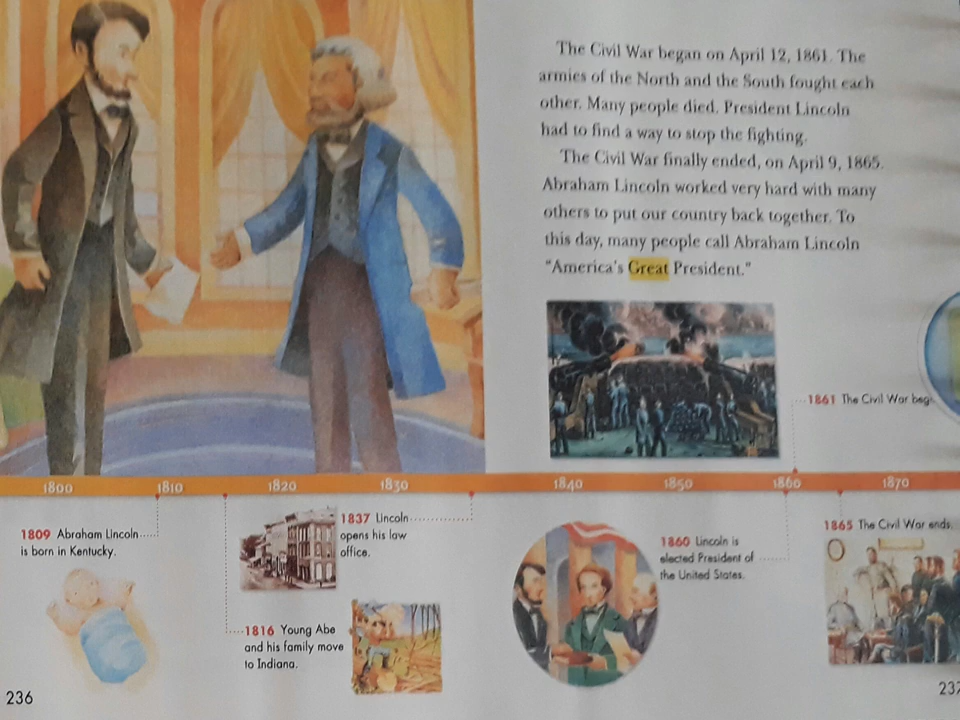 The Civil War began on April 12, 1861. The
armies of the North and the South fought each
other. Many people died. President Lincoln
had to find a way to stop the fighting.
The Civil War finally ended, on April 9, 1865.
Abraham Lincoln worked very hard with many
others to put our country back together. To
this day, many people call Abraham Lincoln
"America's Great President."
1861 The Civil War beg
1800 1810 1820 1830 1840 1850 1860 1870
1809 Abraham Lincoln
is born in Kentucky.
1837 Lincoln
opens his law
office.
1816 Young Abe
and his family move
to Indiana.
1860 Lincoln is
elected President of
the United States.
1865 The Civil War ends.
236
237